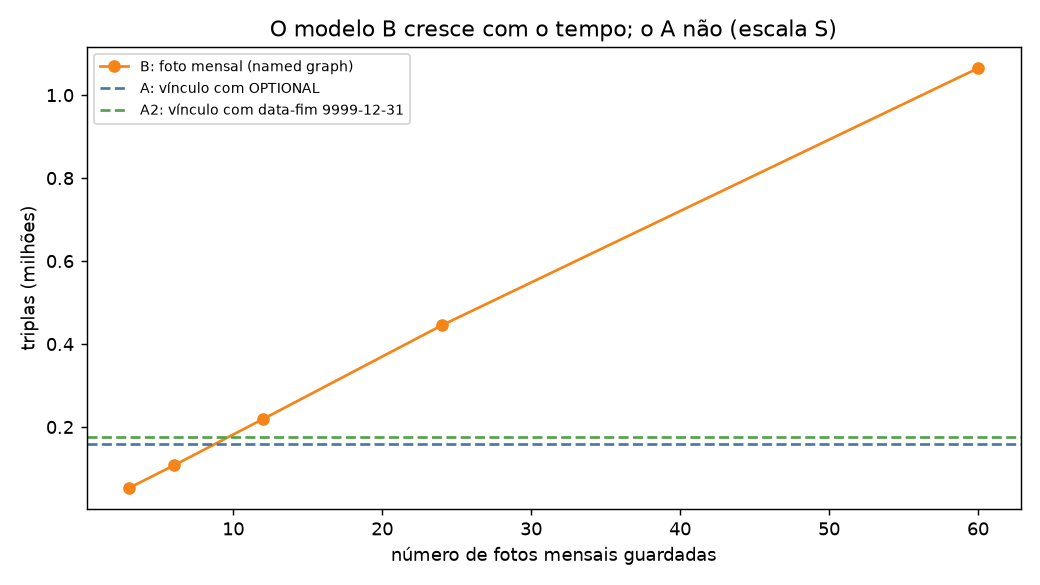 O modelo B cresce com o tempo; o A não (escala S)
B: foto mensal (named graph)
A: vínculo com OPTIONAL
A2: vínculo com data-fim 9999-12-31
triplas (milhões)
1.0
0.8
0.6
0.4
0.2
10 20 30 40 50 60
número de fotos mensais guardadas